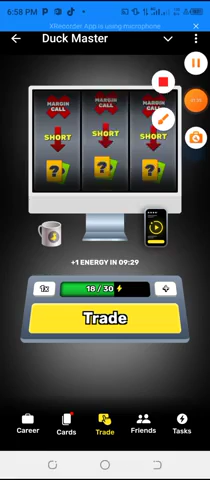 6:58 PM
XRecorder App is using microphone
Duck Master
MARGIN CALL MARGIN CALL MARGIN CALL
SHORT SHORT SHORT
+1 ENERGY IN 09:29
1x 18 / 30
Trade
Career Cards Trade Friends Tasks